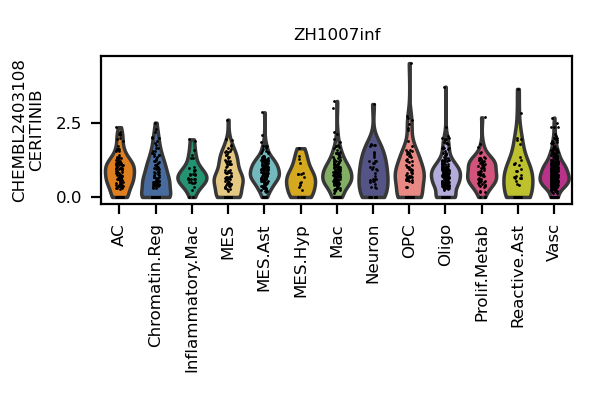 ZH1007inf
CHEMBL2403108
CERITINIB
2.5
0.0
AC
Chromatin.Reg
Inflammatory.Mac
MES
MES.Ast
MES.Hyp
Mac
Neuron
OPC
Oligo
Prolif.Metab
Reactive.Ast
Vasc